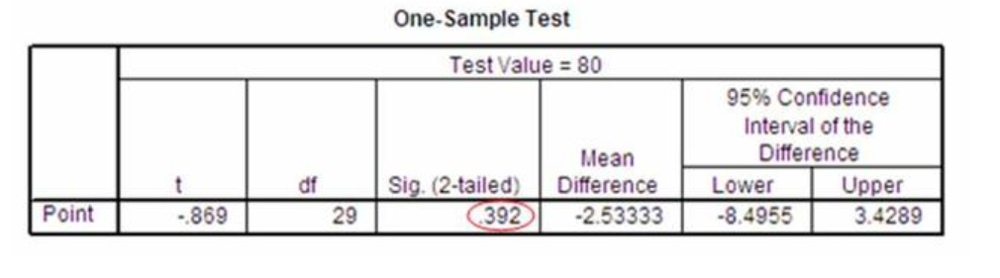 One-Sample Test
Test Value = 80
95% Confidence
Interval of the
Difference
Mean
t df Sig. (2-tailed) Difference Lower Upper
Point -.869 29 .392 -2.53333 -8.4955 3.4289